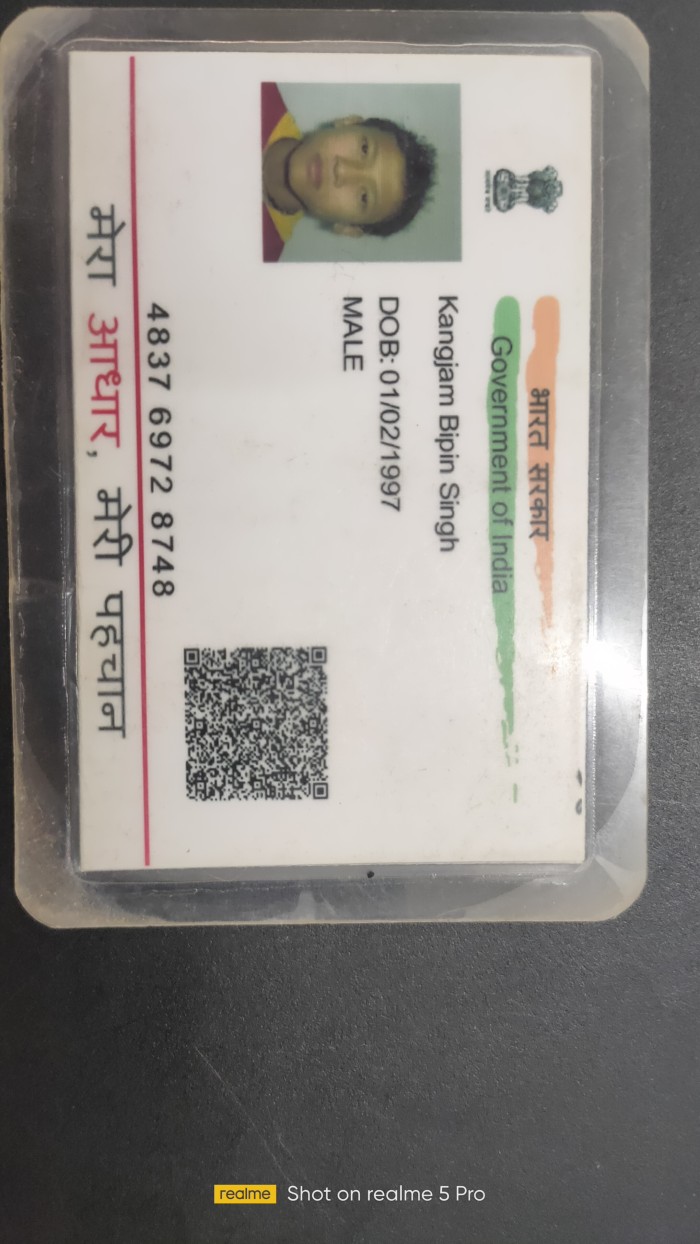 भारत सरकार
Government of India
Kangjam Bipin Singh
DOB: 01/02/1997
MALE
4837 6972 8748
मेरा आधार, मेरी पहचान
realme Shot on realme 5 Pro